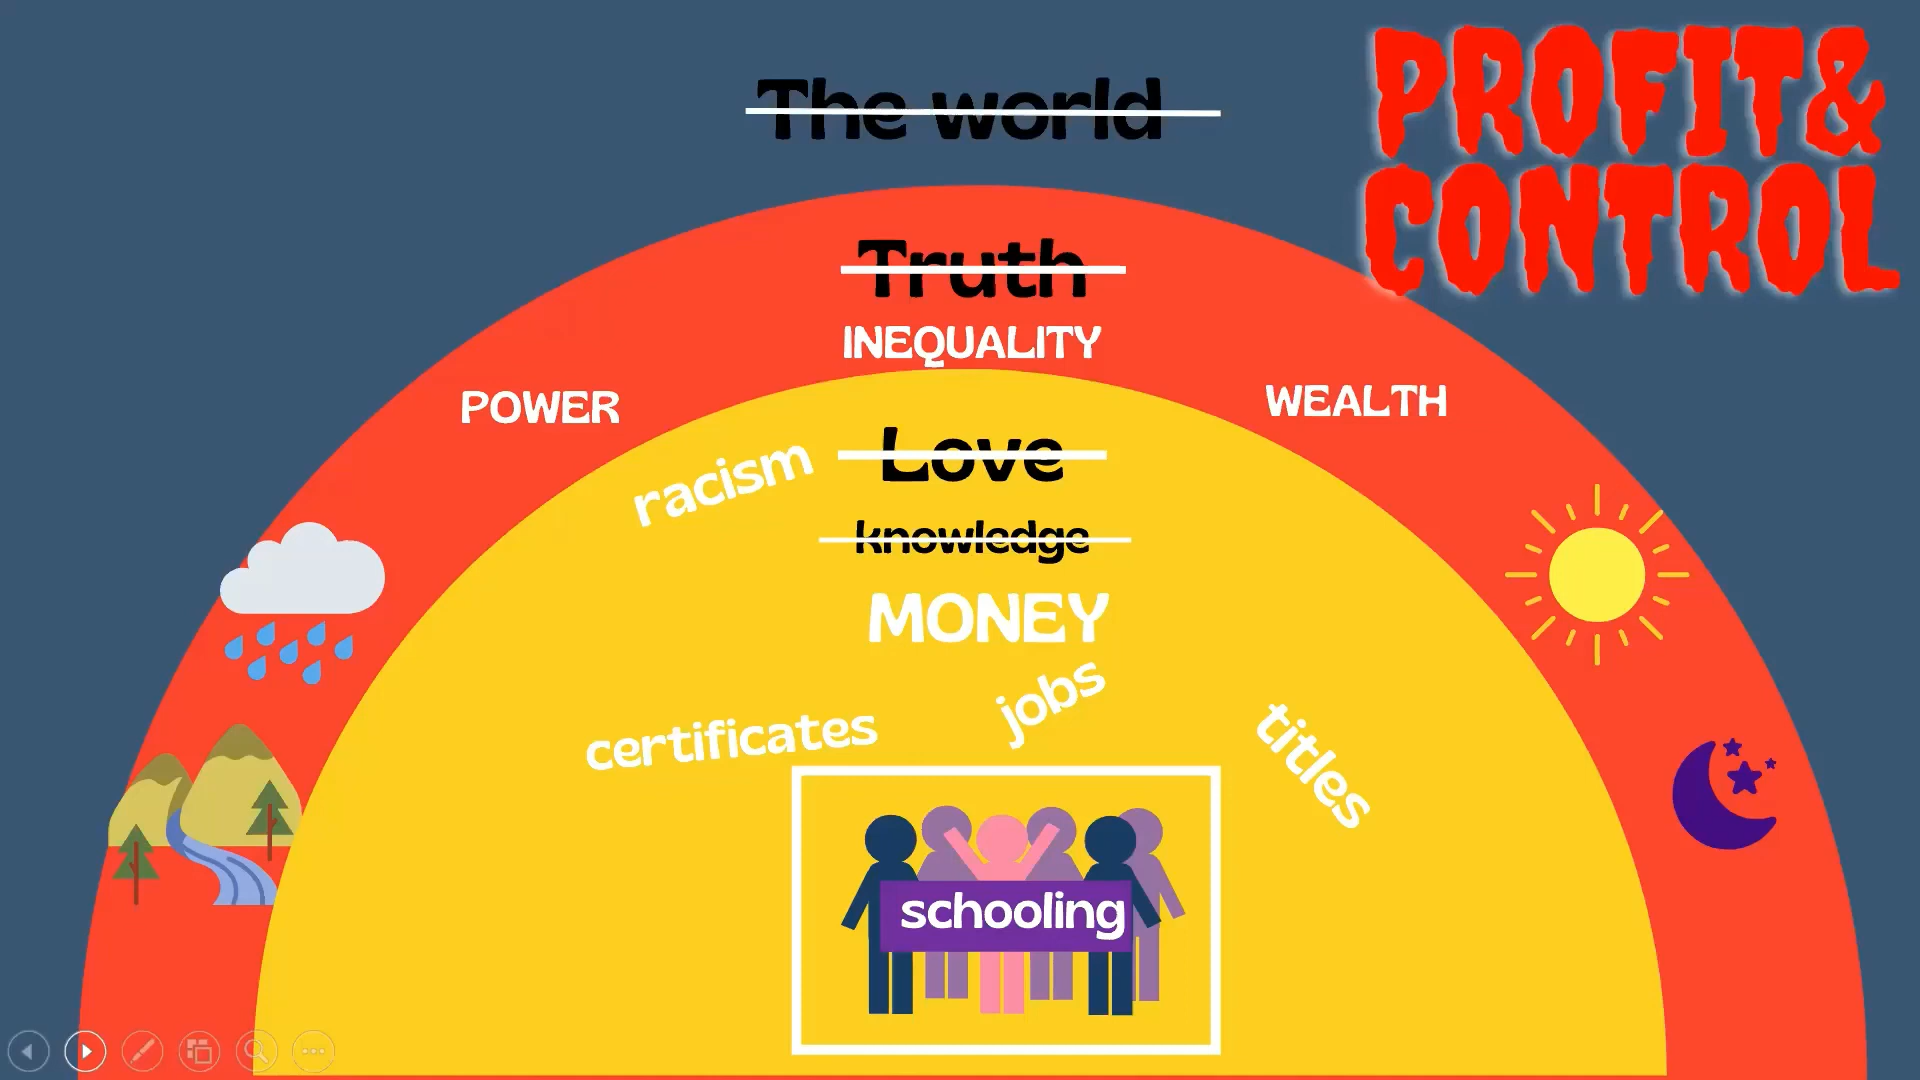 The world
PROFIT&
CONTROL
Truth
INEQUALITY
POWER
WEALTH
Love
racism
knowledge
MONEY
jobs
certificates
titles
schooling